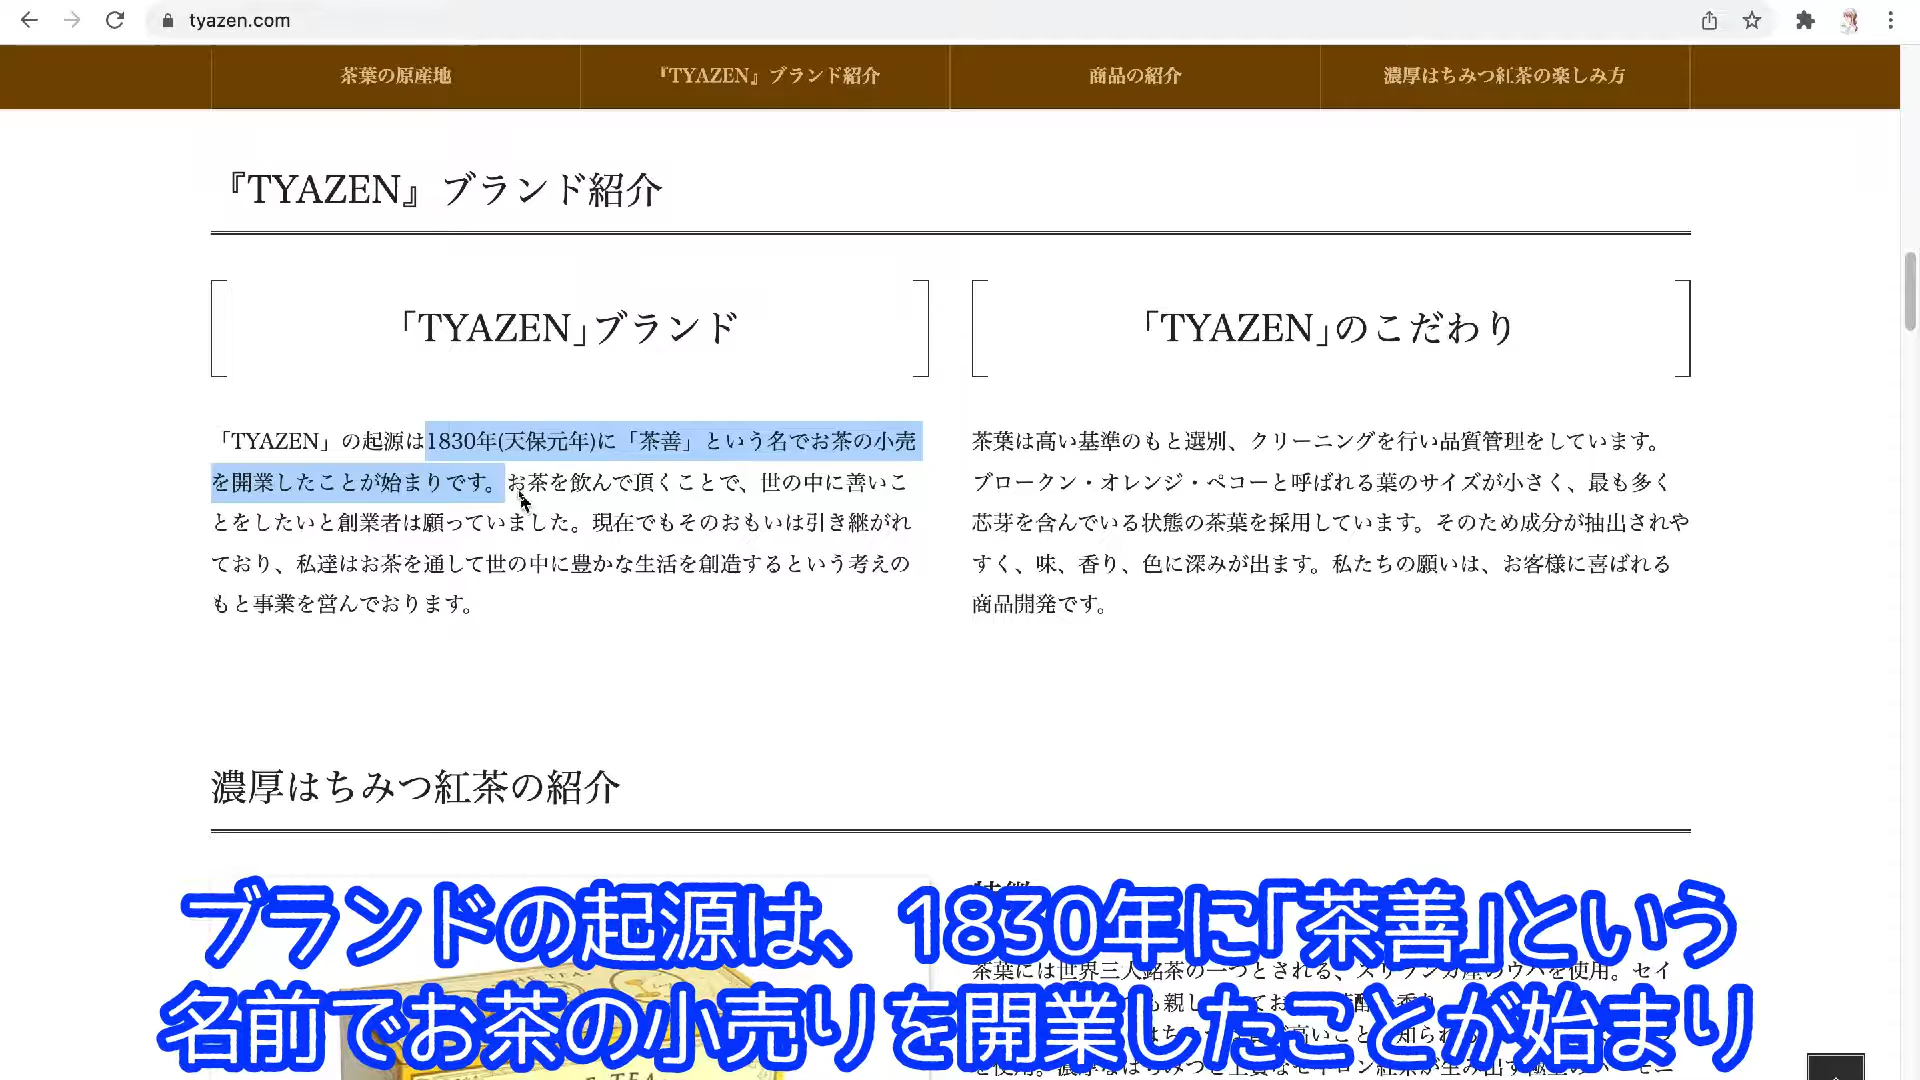 tyazen.com
茶葉の原産地
『TYAZEN』ブランド紹介
商品の紹介
濃厚はちみつ紅茶の楽しみ方
『TYAZEN』ブランド紹介
「TYAZEN」ブランド
「TYAZEN」の起源は1830年(天保元年)に「茶善」という名でお茶の小売
を開業したことが始まりです。お茶を飲んで頂くことで、世の中に善いこ
とをしたいと創業者は願っていました。現在でもそのおもいは引き継がれ
ており、私達はお茶を通して世の中に豊かな生活を創造するという考えの
もと事業を営んでおります。
「TYAZEN」のこだわり
茶葉は高い基準のもと選別、クリーニングを行い品質管理をしています。
ブロークン・オレンジ・ペコーと呼ばれる葉のサイズが小さく、最も多く
芯芽を含んでいる状態の茶葉を採用しています。そのため成分が抽出されや
すく、味、香り、色に深みが出ます。私たちの願いは、お客様に喜ばれる
商品開発です。
濃厚はちみつ紅茶の紹介
ブランドの起源は、1830年に「茶善」という
名前でお茶の小売りを開業したことが始まり